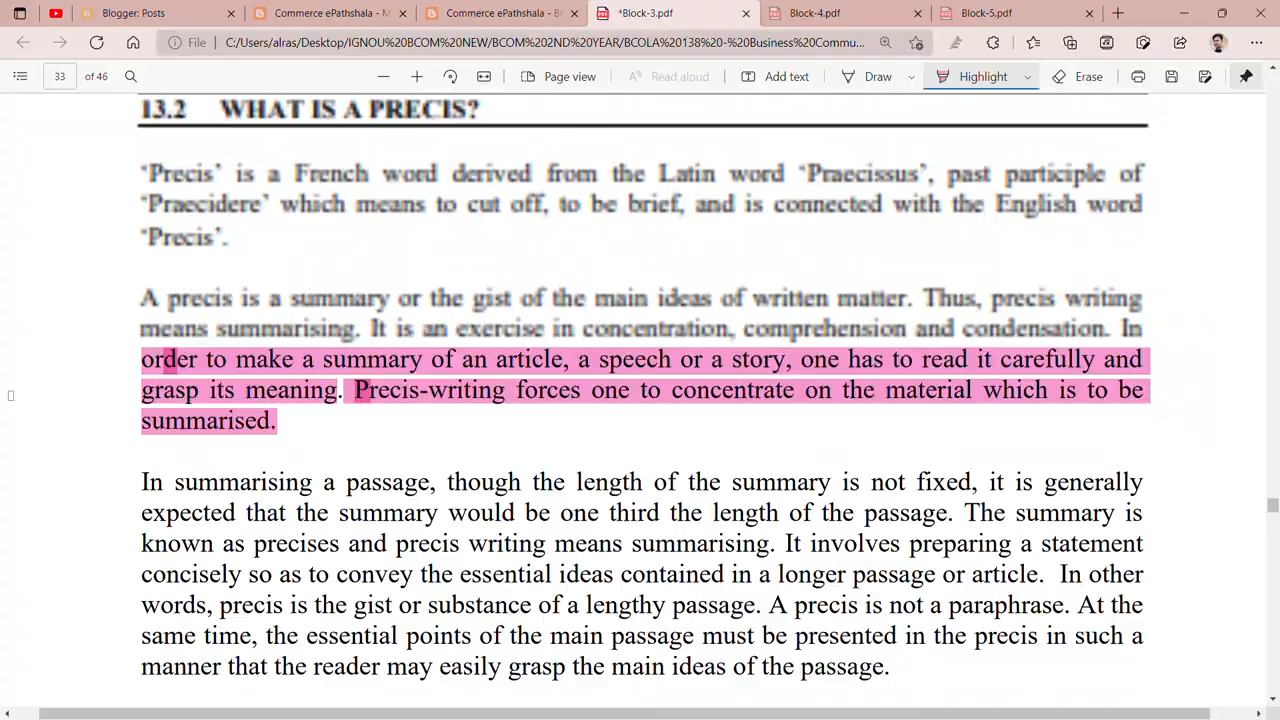 Blogger: Posts
Commerce ePathshala - M
Commerce ePathshala - B
*Block-3.pdf
Block-4.pdf
Block-5.pdf
File
C:/Users/alras/Desktop/IGNOU%20BCOM%20NEW/BCOM%202ND%20YEAR/BCOLA%20138%20-%20Business%20Commu...
33 of 46
Page view
Read aloud
Add text
Draw
Highlight
Erase
13.2 WHAT IS A PRECIS?
'Precis' is a French word derived from the Latin word 'Praecissus', past participle of
'Praecidere' which means to cut off, to be brief, and is connected with the English word
'Precis'.
A precis is a summary or the gist of the main ideas of written matter. Thus, precis writing
means summarising. It is an exercise in concentration, comprehension and condensation. In
order to make a summary of an article, a speech or a story, one has to read it carefully and
grasp its meaning. Precis-writing forces one to concentrate on the material which is to be
summarised.
In summarising a passage, though the length of the summary is not fixed, it is generally
expected that the summary would be one third the length of the passage. The summary is
known as precises and precis writing means summarising. It involves preparing a statement
concisely so as to convey the essential ideas contained in a longer passage or article. In other
words, precis is the gist or substance of a lengthy passage. A precis is not a paraphrase. At the
same time, the essential points of the main passage must be presented in the precis in such a
manner that the reader may easily grasp the main ideas of the passage.